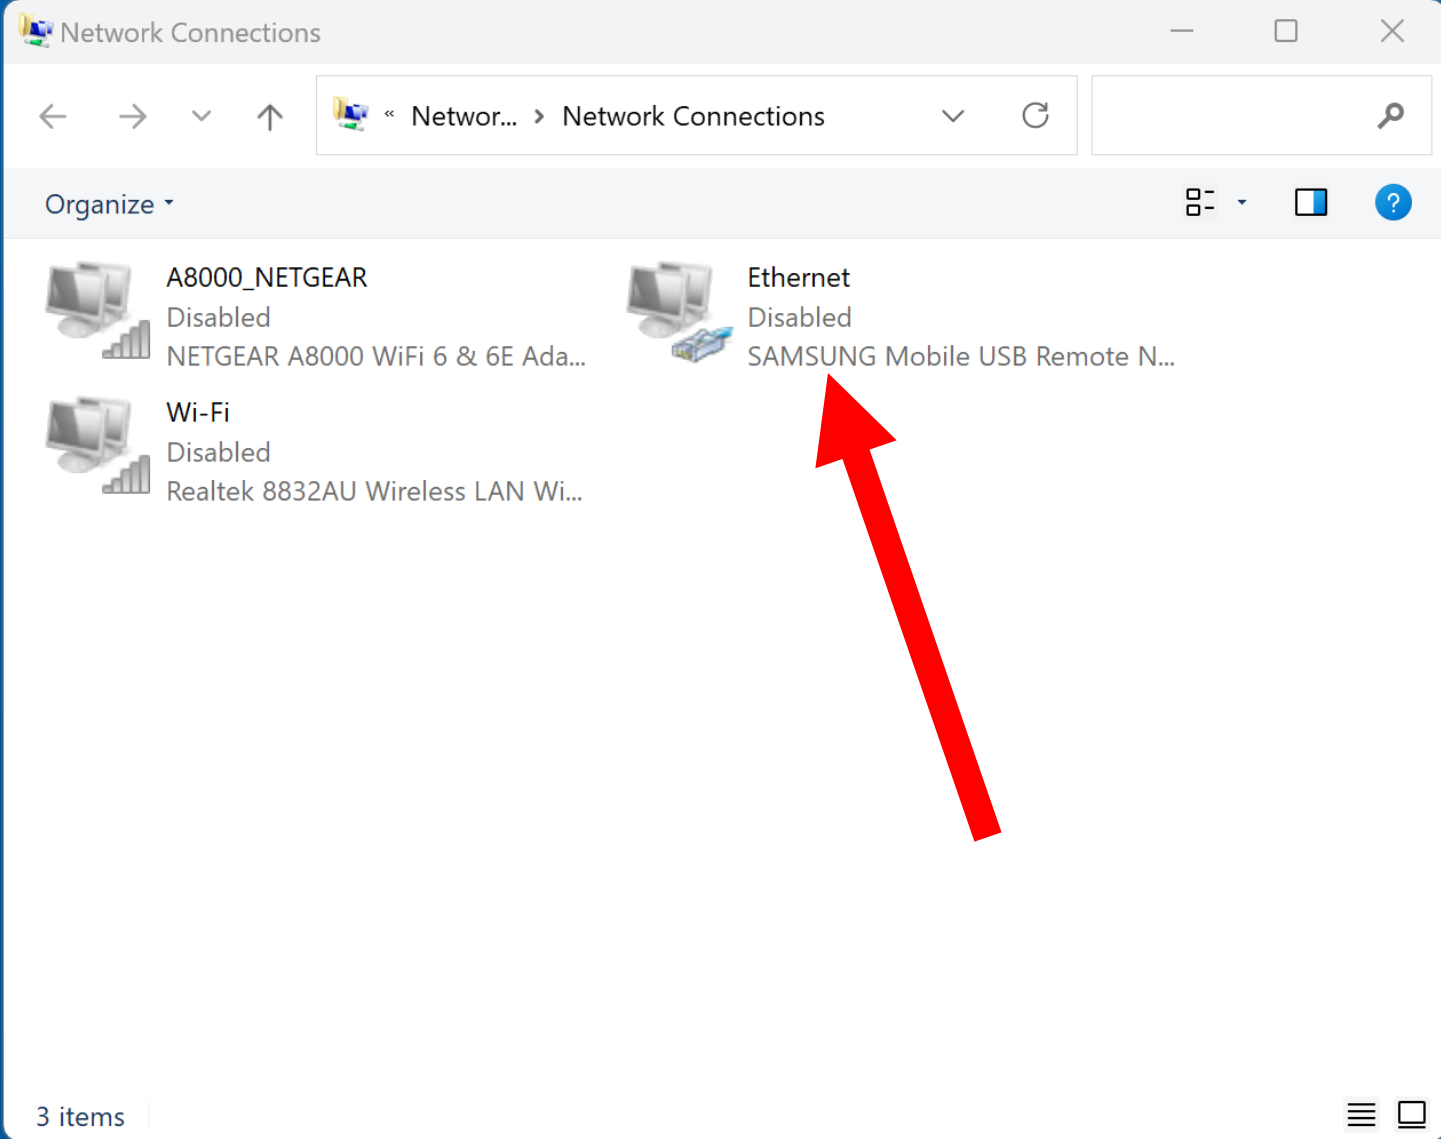 Network Connections
« Networ... > Network Connections
Organize
?
A8000_NETGEAR
Disabled
NETGEAR A8000 WiFi 6 & 6E Ada...
Ethernet
Disabled
SAMSUNG Mobile USB Remote N...
Wi-Fi
Disabled
Realtek 8832AU Wireless LAN Wi...
3 items